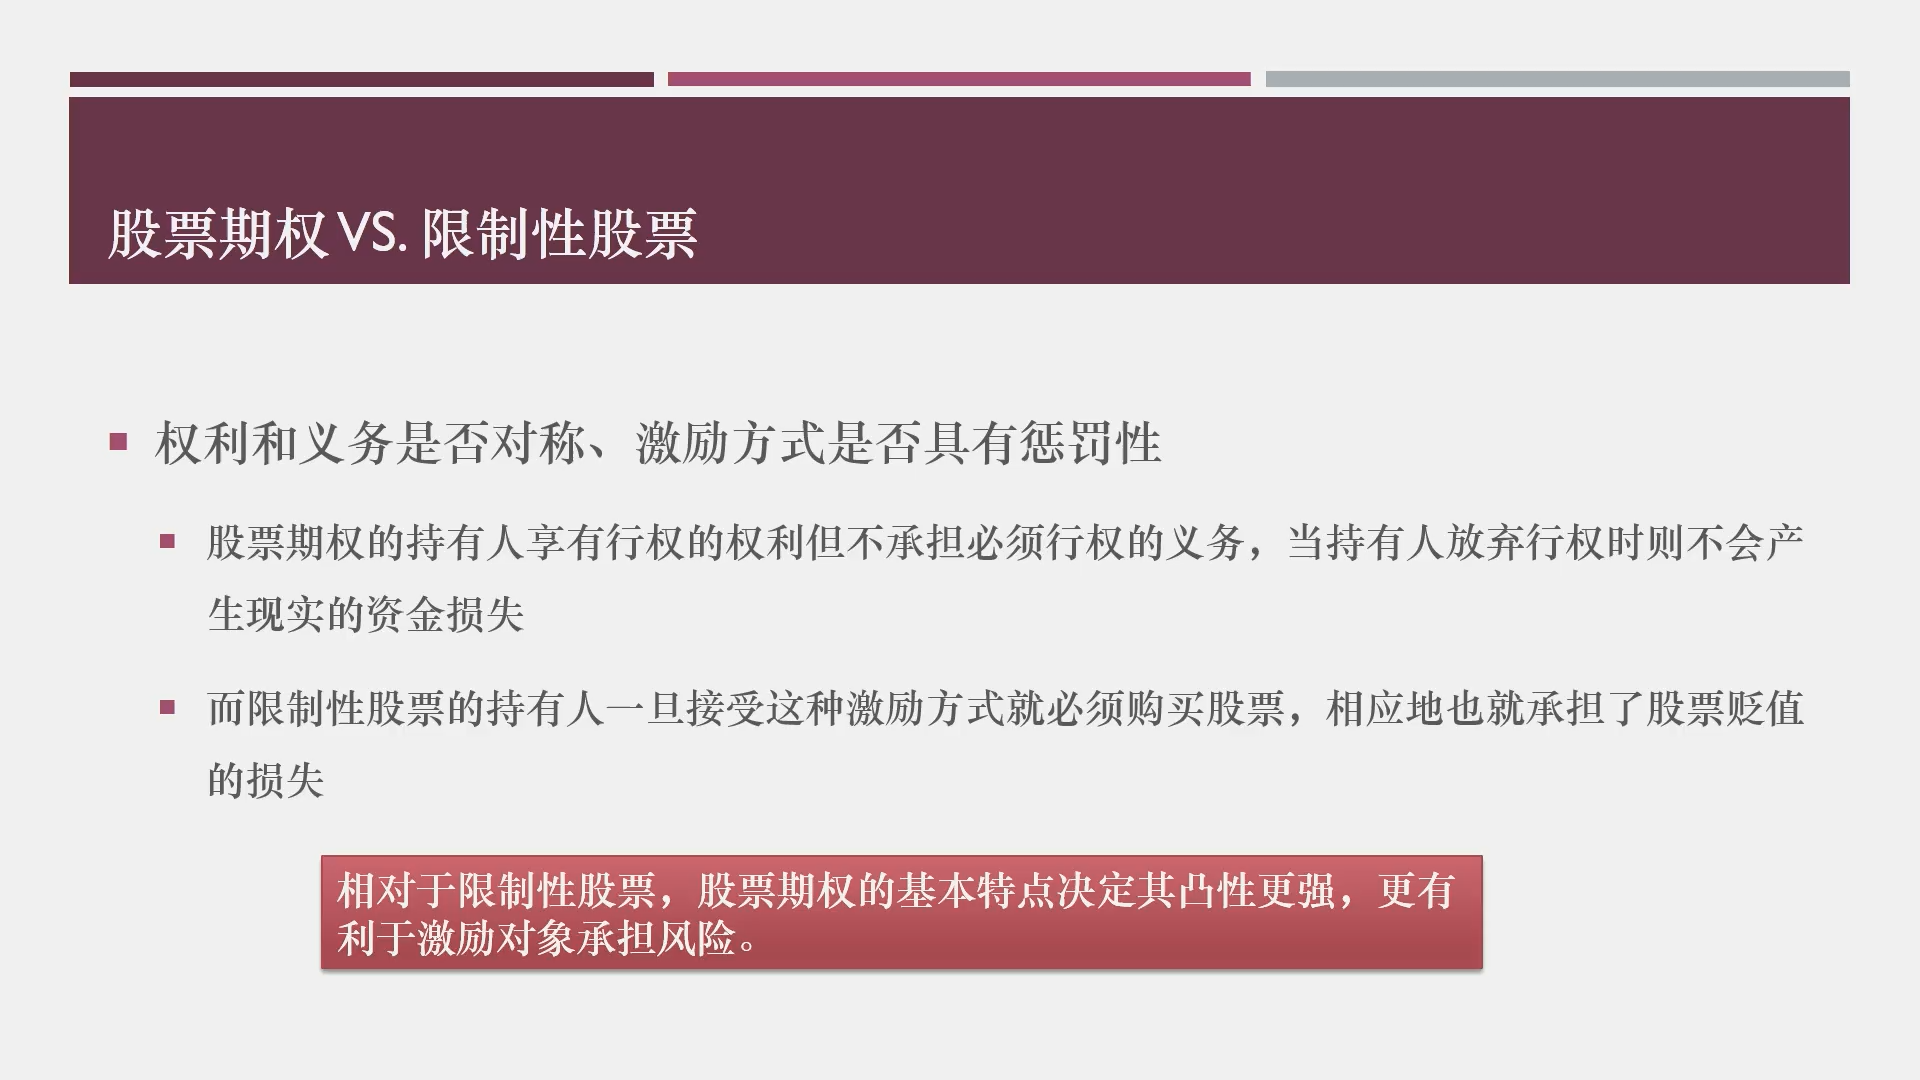 股票期权 VS. 限制性股票
权利和义务是否对称、激励方式是否具有惩罚性
股票期权的持有人享有行权的权利但不承担必须行权的义务，当持有人放弃行权时则不会产
生现实的资金损失
而限制性股票的持有人一旦接受这种激励方式就必须购买股票，相应地也就承担了股票贬值
的损失
相对于限制性股票，股票期权的基本特点决定其凸性更强，更有
利于激励对象承担风险。